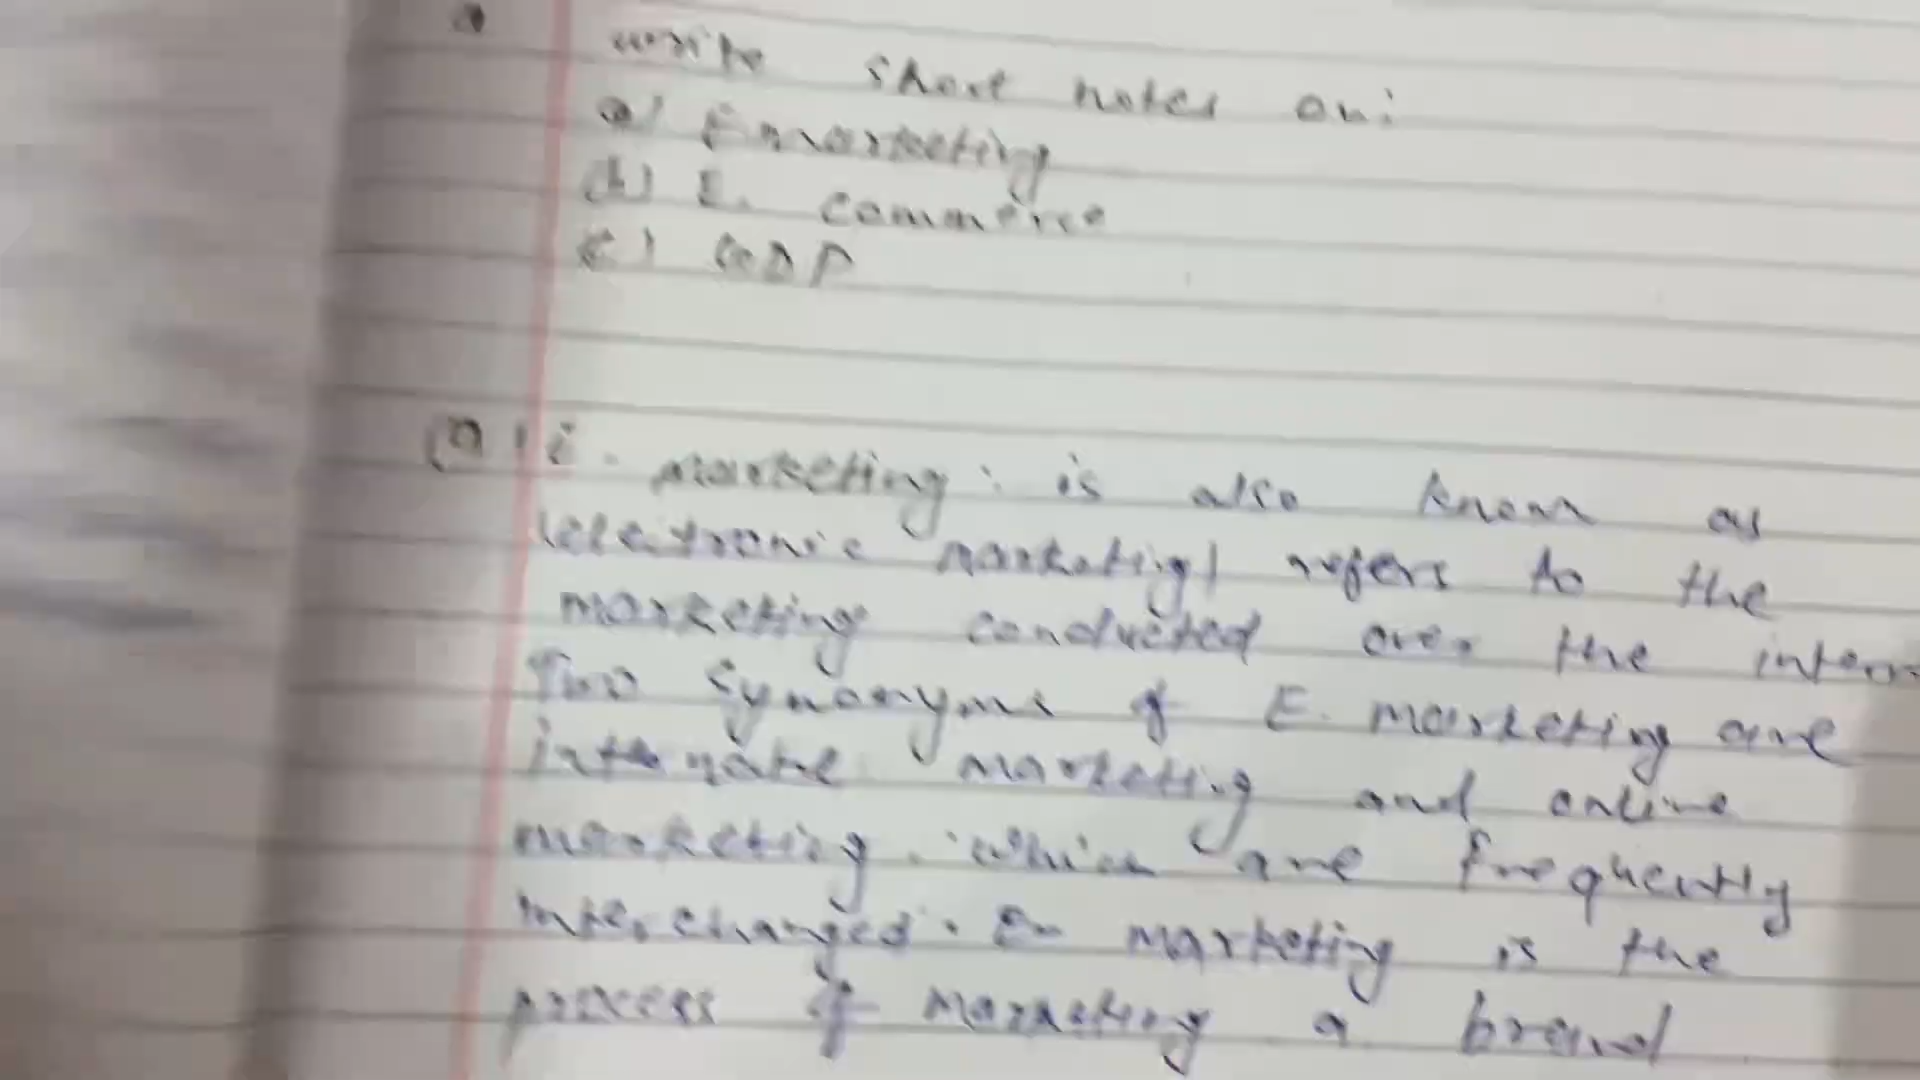 write short notes on:
a) E marketing
(b) E. commerce
(c) GDP
(a) i. marketing: is also known as
(electronic marketing) refers to the
marketing conducted over the
Two synonyms of E. marketing are
marketing and online
marketing. which are frequently
interchanged. E- marketing is the
process of marketing a brand